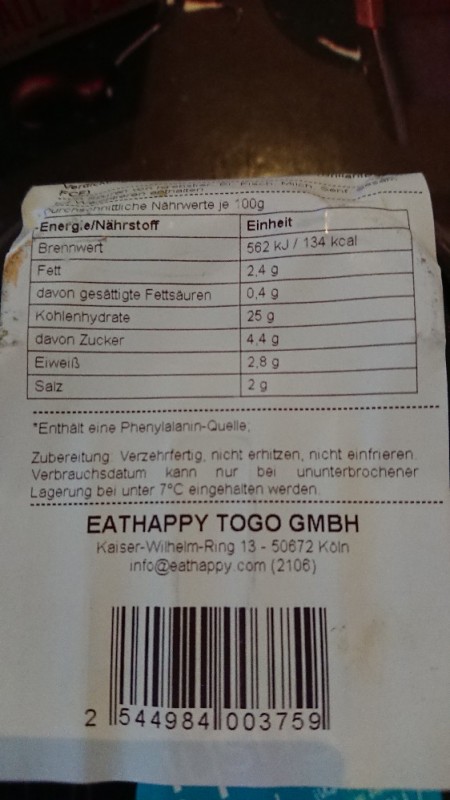 Durchschnittliche Nährwerte je 100g
Energie/Nährstoff Einheit
Brennwert 562 kJ / 134 kcal
Fett 2,4 g
davon gesättigte Fettsäuren 0,4 g
Kohlenhydrate 25 g
davon Zucker 4,4 g
Eiweiß 2,8 g
Salz 2 g
*Enthält eine Phenylalanin-Quelle,
Zubereitung: Verzehrfertig, nicht erhitzen, nicht einfrieren.
Verbrauchsdatum kann nur bei ununterbrochener
Lagerung bei unter 7°C eingehalten werden.
EATHAPPY TOGO GMBH
Kaiser-Wilhelm-Ring 13 - 50672 Köln
info@eathappy.com (2106)
2 544984 003759